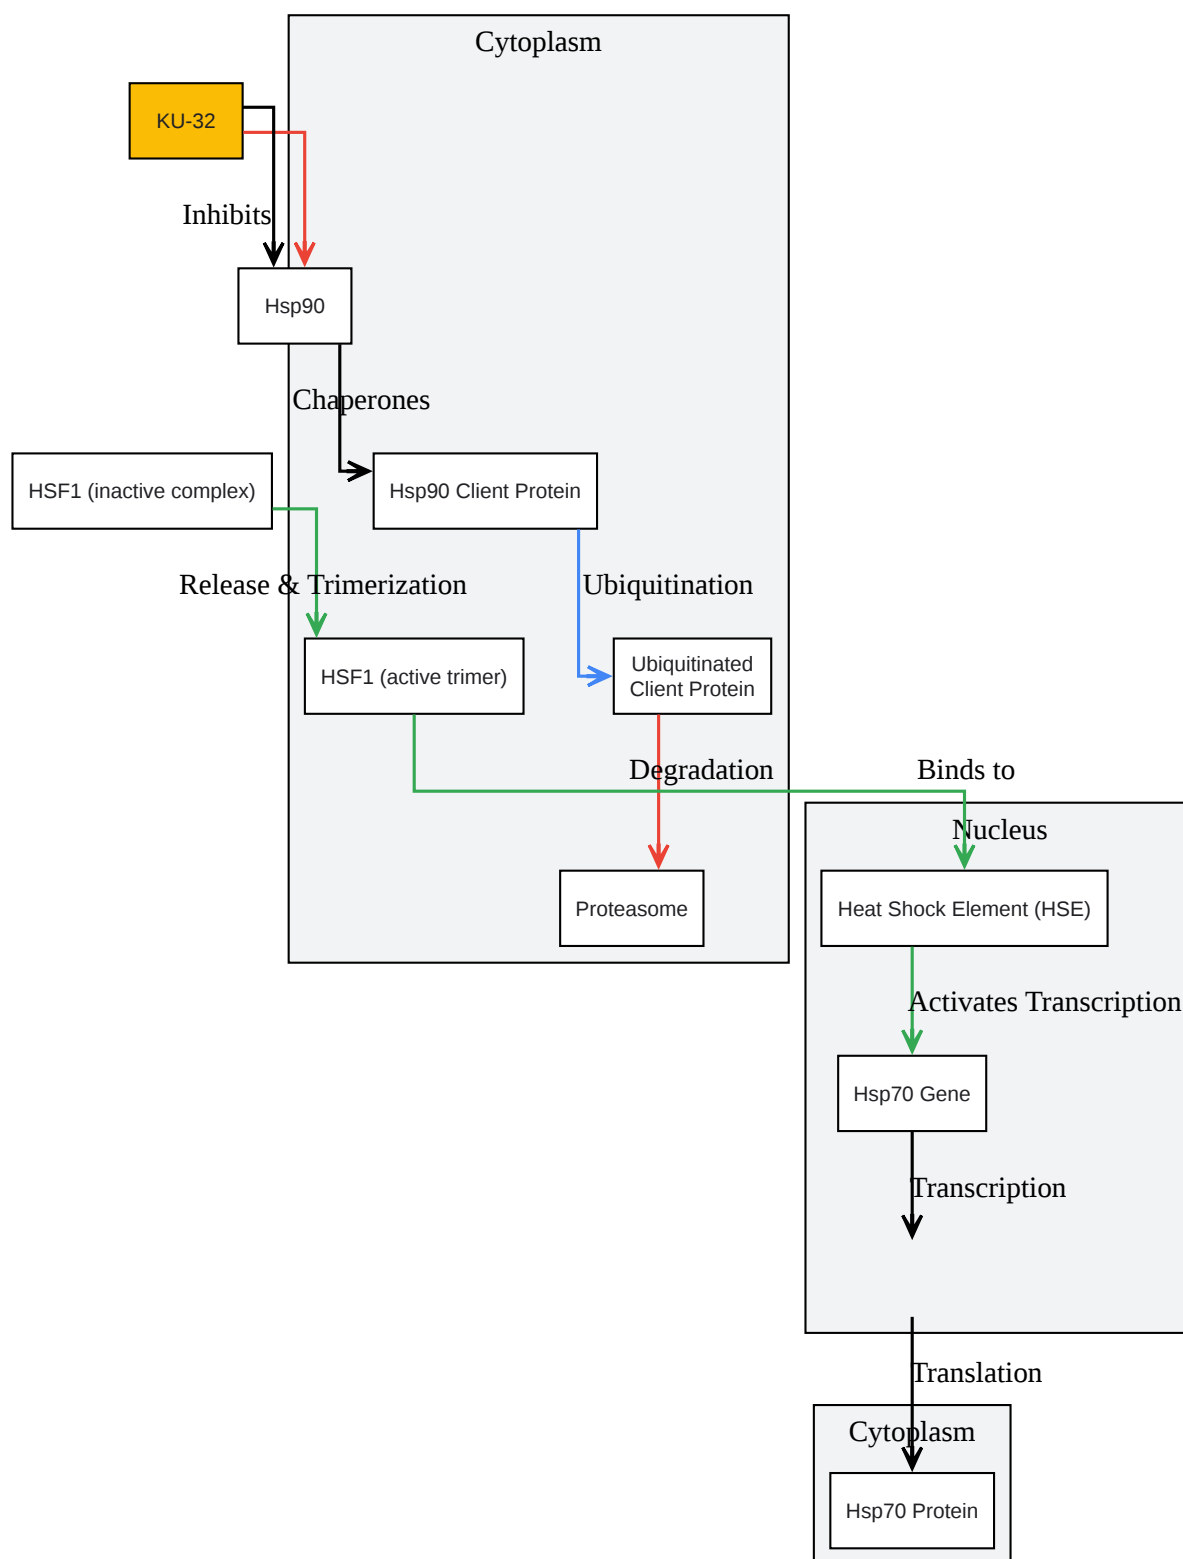 Cytoplasm
KU-32
Inhibits
Hsp90
Chaperones
HSF1 (inactive complex)
Hsp90 Client Protein
Release & Trimerization
Ubiquitination
HSF1 (active trimer)
Ubiquitinated
Client Protein
Degradation
Binds to
Nucleus
Proteasome
Heat Shock Element (HSE)
Activates Transcription
Hsp70 Gene
Transcription
Translation
Cytoplasm
Hsp70 Protein